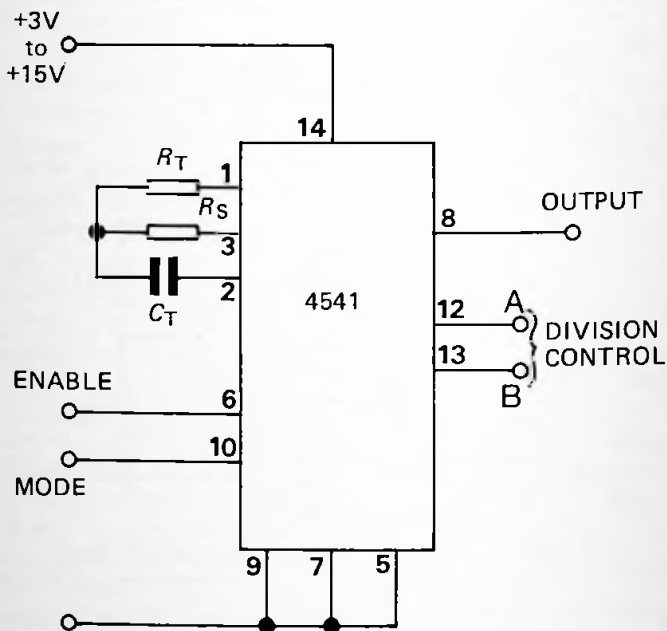 +3V
to
+15V
14
RT
1
RS
3
2
CT
8
OUTPUT
4541
12
A
DIVISION
CONTROL
13
B
ENABLE
6
10
MODE
9
7
5